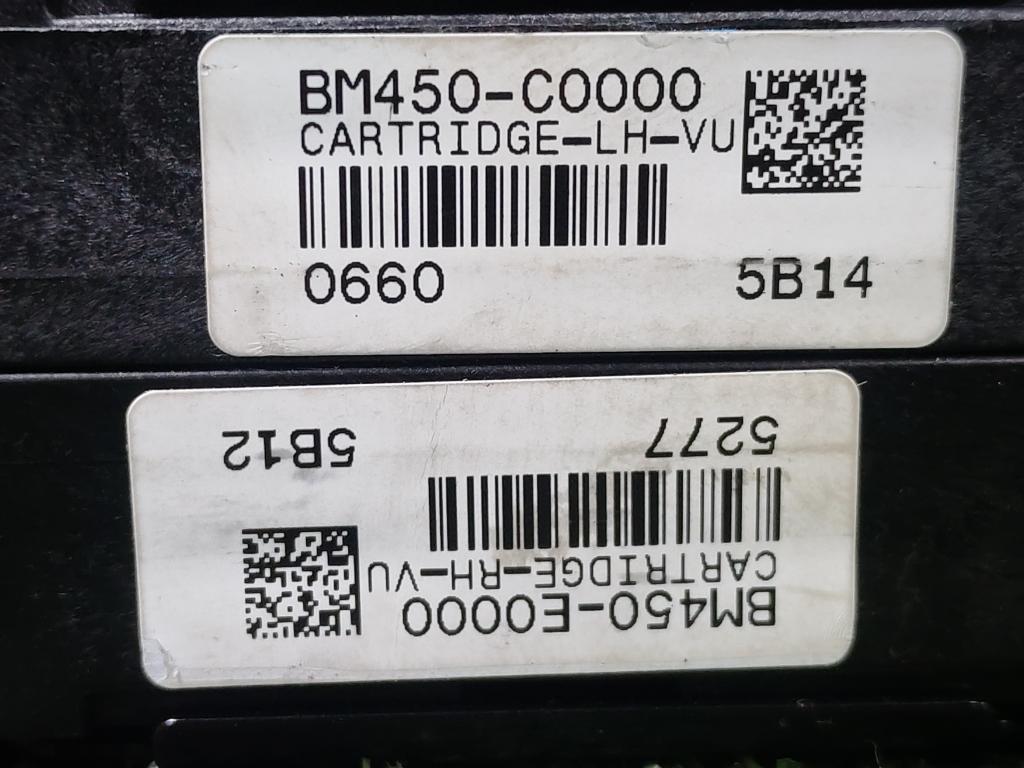 BM450-C0000
CARTRIDGE-LH-VU
0660 5B14
BM450-E0000
CARTRIDGE-RH-VU
5277 5B12